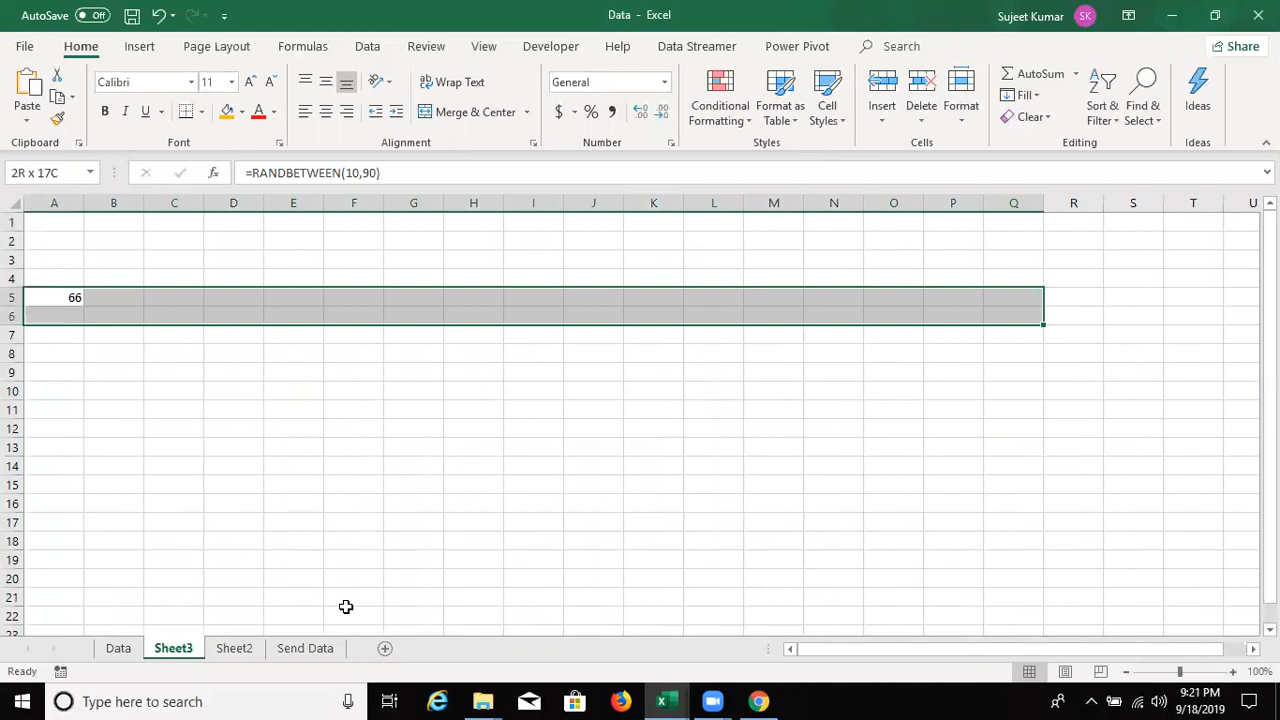 AutoSave Off Data - Excel Sujeet Kumar SK
File Home Insert Page Layout Formulas Data Review View Developer Help Data Streamer Power Pivot Search Share
Paste Calibri 11 Wrap Text General Conditional Formatting Format as Table Cell Styles Insert Delete Format AutoSum Fill Clear Sort & Filter Find & Select Ideas
B I U Merge & Center $ % ,
Clipboard Font Alignment Number Styles Cells Editing Ideas
2R x 17C fx =RANDBETWEEN(10,90)
A B C D E F G H I J K L M N O P Q R S T U
1
2
3
4
5 66
6
7
8
9
10
11
12
13
14
15
16
17
18
19
20
21
22
23
Data Sheet3 Sheet2 Send Data
Ready 100%
Type here to search 9:21 PM
9/18/2019